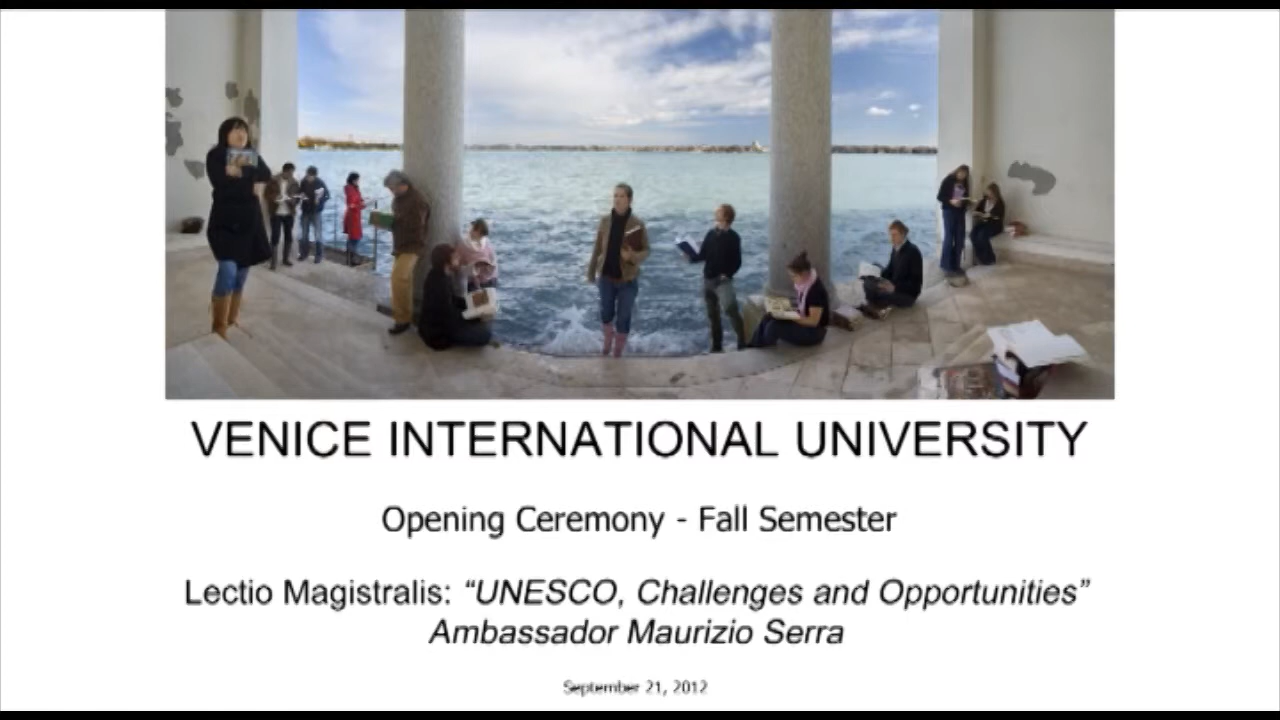 VENICE INTERNATIONAL UNIVERSITY
Opening Ceremony - Fall Semester
Lectio Magistralis: “UNESCO, Challenges and Opportunities”
Ambassador Maurizio Serra
September 21, 2012